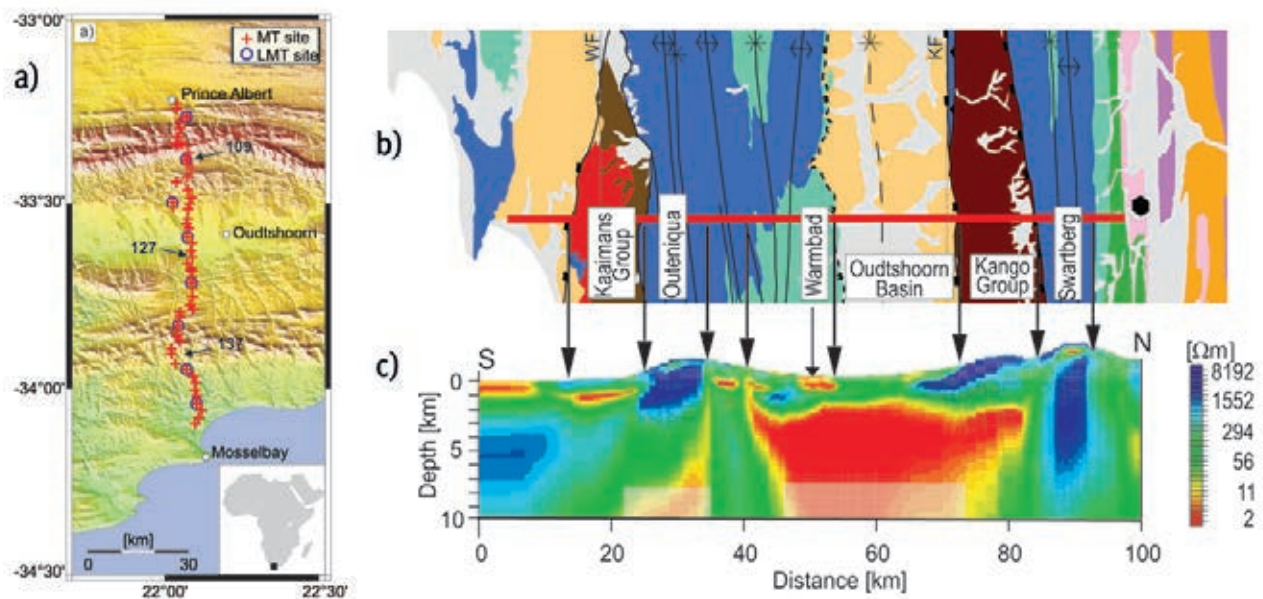 a)
a)
MT site
LMT site
-33°00'
-33°30'
-34°00'
-34°30'
Prince Albert
109
Oudtshoorn
127
137
Mosselbay
[km]
0 30
22°00' 22°30'
b)
WF
KF
Kaaimans
Group
Outeniqua
Warmbad
Oudtshoorn
Basin
Kango
Group
Swartberg
c)
S
N
[Ωm]
8192
1552
294
56
11
2
Depth [km]
0
5
10
0 20 40 60 80 100
Distance [km]